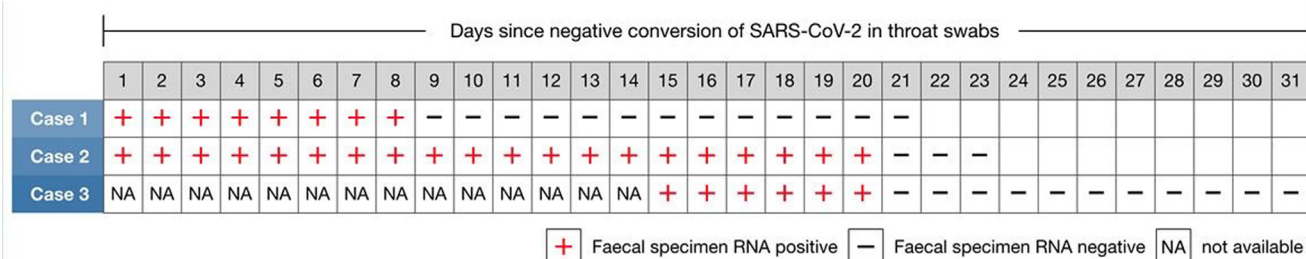 Days since negative conversion of SARS-CoV-2 in throat swabs
1 2 3 4 5 6 7 8 9 10 11 12 13 14 15 16 17 18 19 20 21 22 23 24 25 26 27 28 29 30 31
Case 1 + + + + + + + + − − − − − − − − − − − − −
Case 2 + + + + + + + + + + + + + + + + + + + + − − −
Case 3 NA NA NA NA NA NA NA NA NA NA NA NA NA NA + + + + + + − − − − − − − − − − −
+ Faecal specimen RNA positive − Faecal specimen RNA negative NA not available